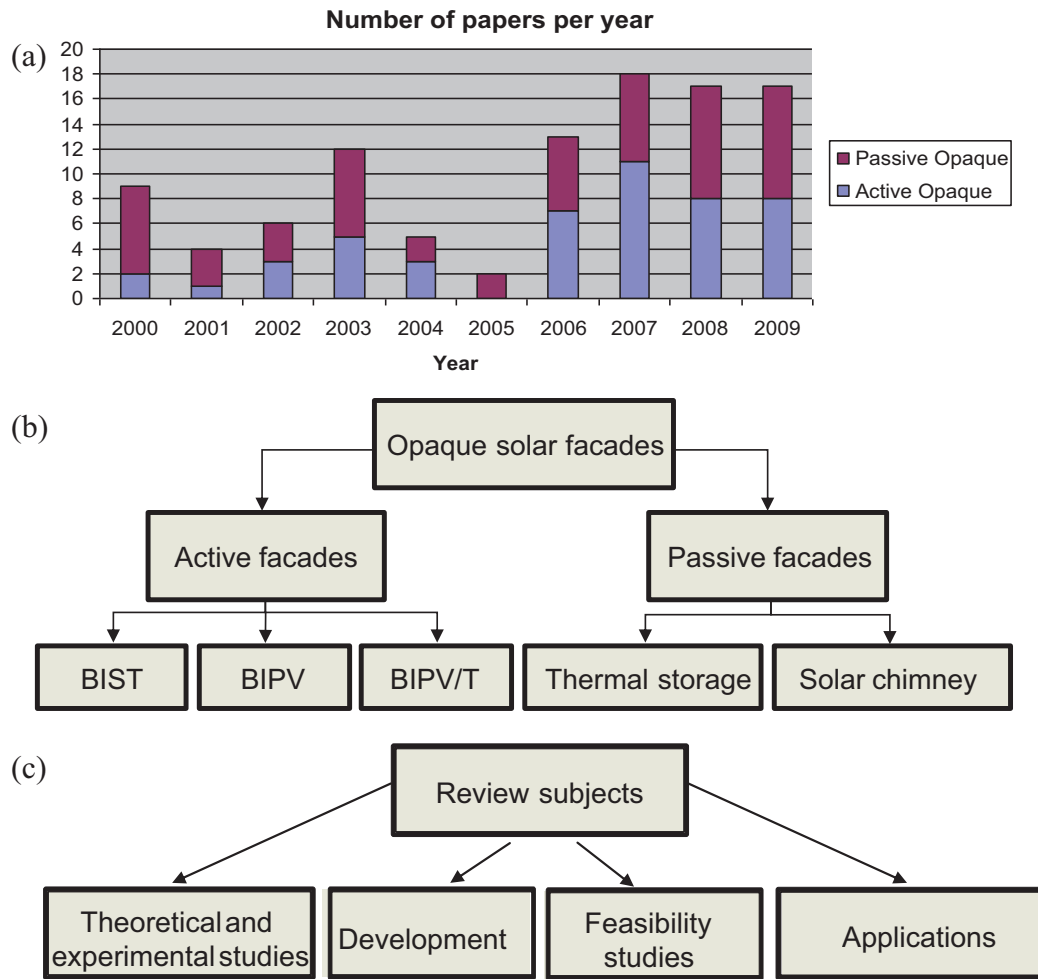 Number of papers per year
(a)
20
18
16
14
12
10
8
6
4
2
0
2000 2001 2002 2003 2004 2005 2006 2007 2008 2009
Year
Passive Opaque
Active Opaque
(b)
Opaque solar facades
Active facades
Passive facades
BIST
BIPV
BIPV/T
Thermal storage
Solar chimney
(c)
Review subjects
Theoretical and
experimental studies
Development
Feasibility
studies
Applications